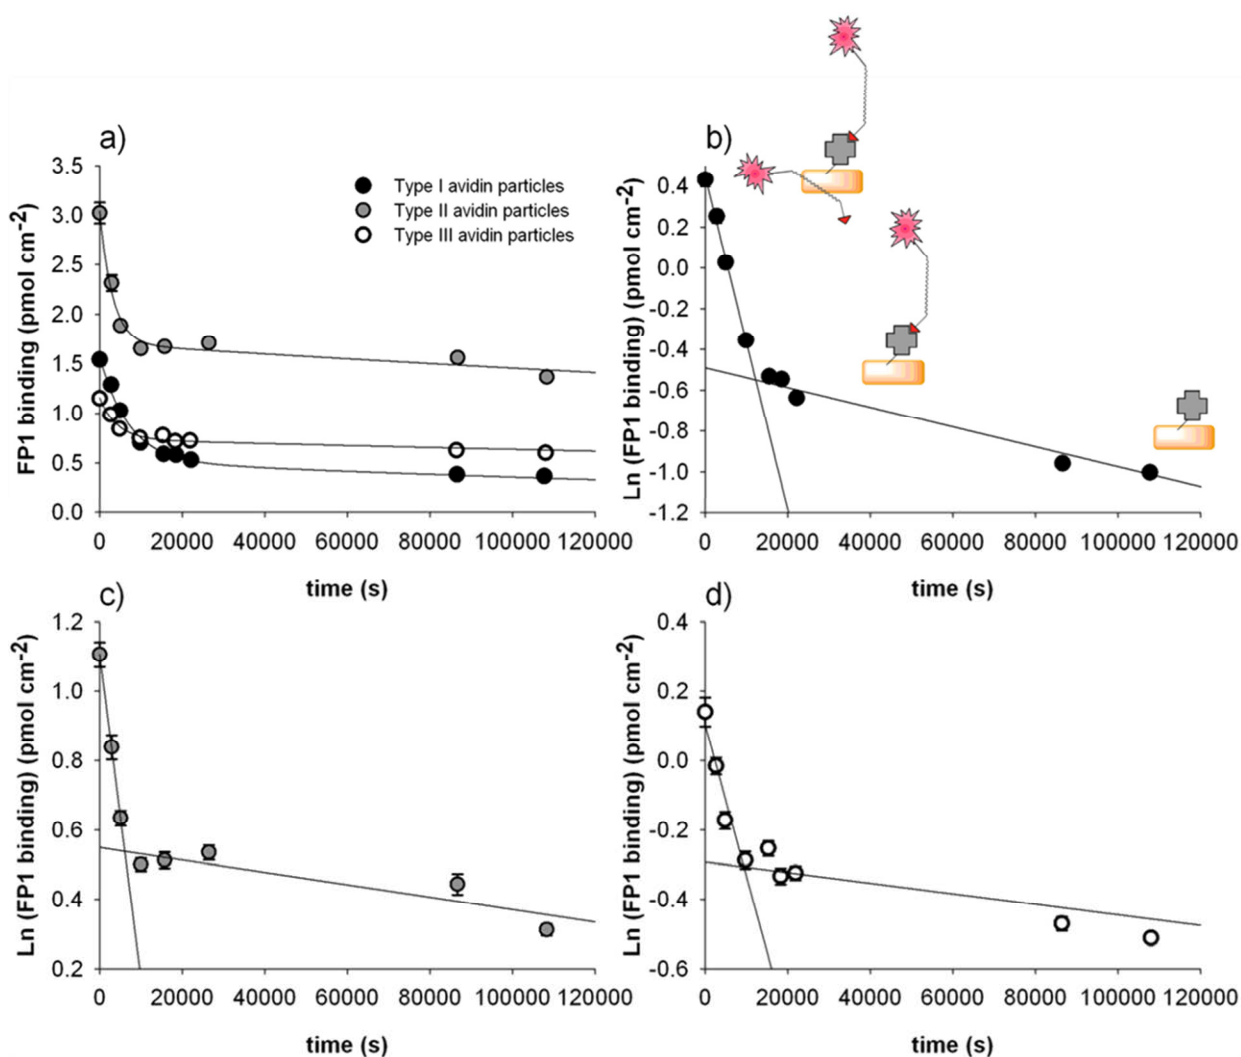 a)
3.5
3.0
2.5
2.0
1.5
1.0
0.5
0.0
FP1 binding (pmol cm-2)
Type I avidin particles
Type II avidin particles
Type III avidin particles
0 20000 40000 60000 80000 100000 120000
time (s)
b)
0.4
0.2
0.0
-0.2
-0.4
-0.6
-0.8
-1.0
-1.2
Ln (FP1 binding) (pmol cm-2)
0 20000 40000 60000 80000 100000 120000
time (s)
c)
1.2
1.0
0.8
0.6
0.4
0.2
Ln (FP1 binding) (pmol cm-2)
0 20000 40000 60000 80000 100000 120000
time (s)
d)
0.4
0.2
0.0
-0.2
-0.4
-0.6
Ln (FP1 binding) (pmol cm-2)
0 20000 40000 60000 80000 100000 120000
time (s)